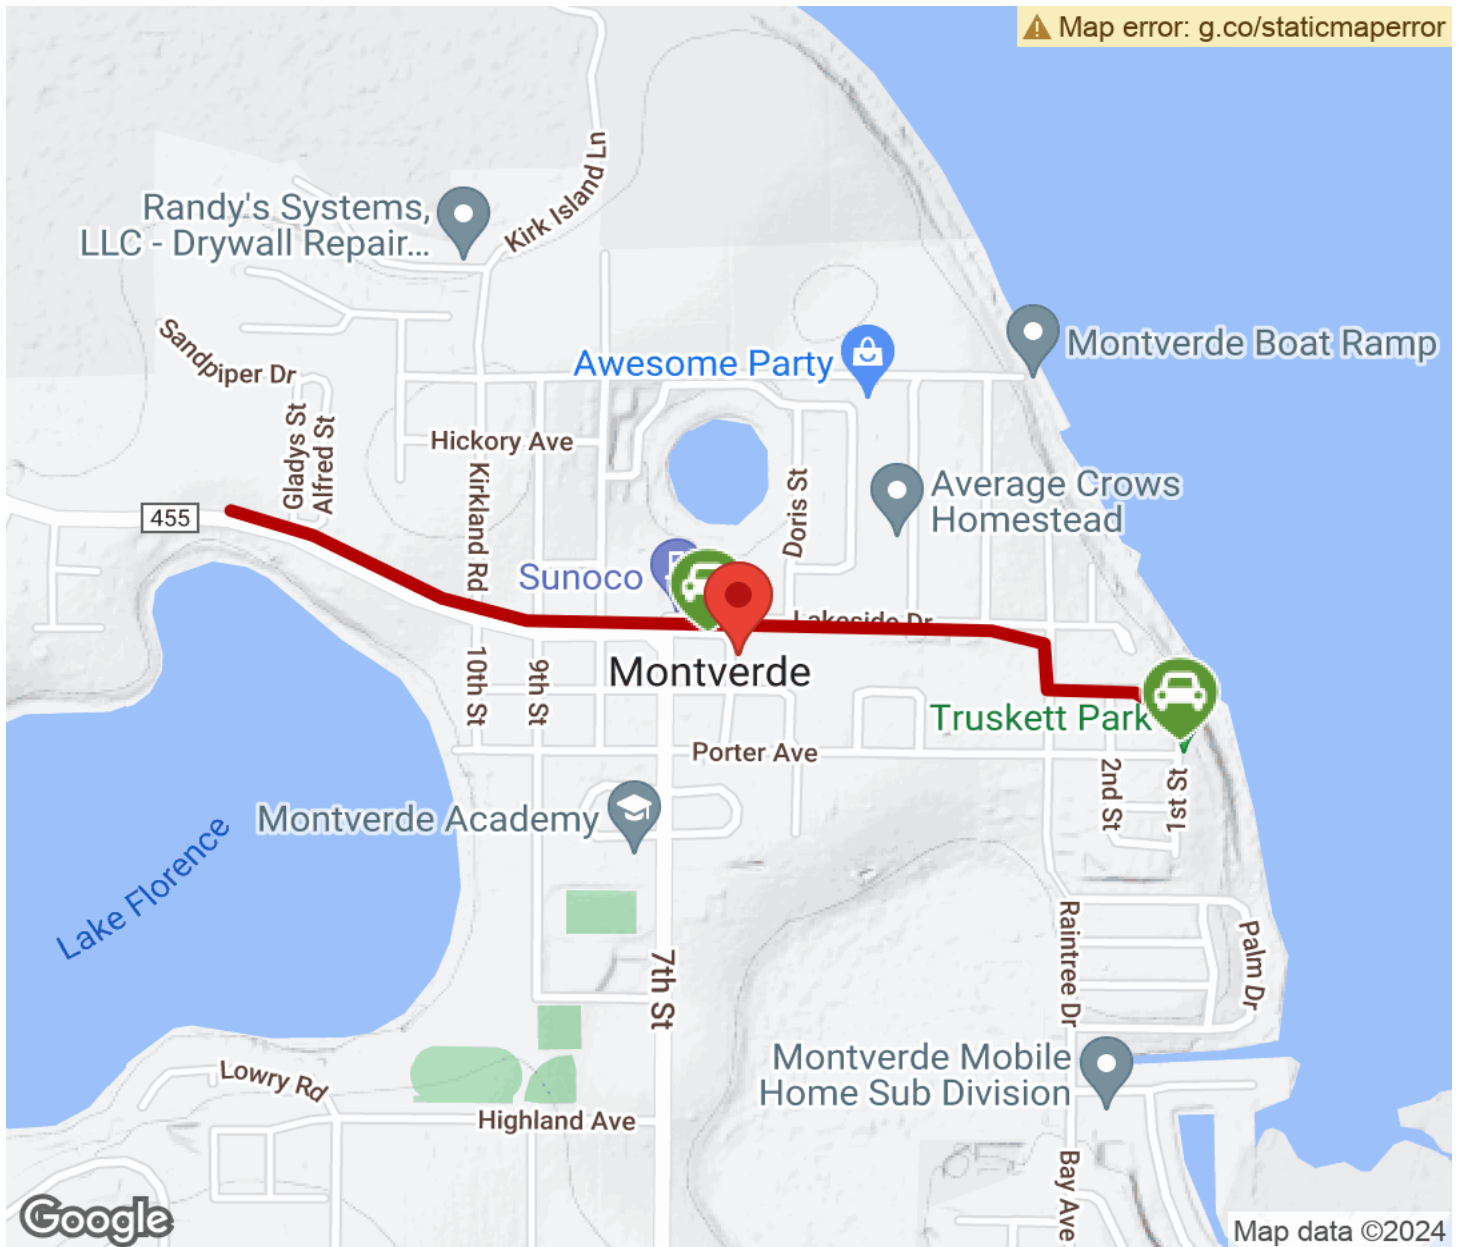 Map error: g.co/staticmaperror
Kirk Island Ln
Randy's Systems,
LLC - Drywall Repair...
Montverde Boat Ramp
Awesome Party
Sandpiper Dr
Gladys St
Alfred St
Hickory Ave
Kirkland Rd
Doris St
Average Crows
Homestead
455
Sunoco
Lakeside Dr
Montverde
10th St
9th St
Truskett Park
Porter Ave
2nd St
1st St
Montverde Academy
Lake Florence
7th St
Raintree Dr
Palm Dr
Montverde Mobile
Home Sub Division
Lowry Rd
Highland Ave
Bay Ave
Google
Map data ©2024